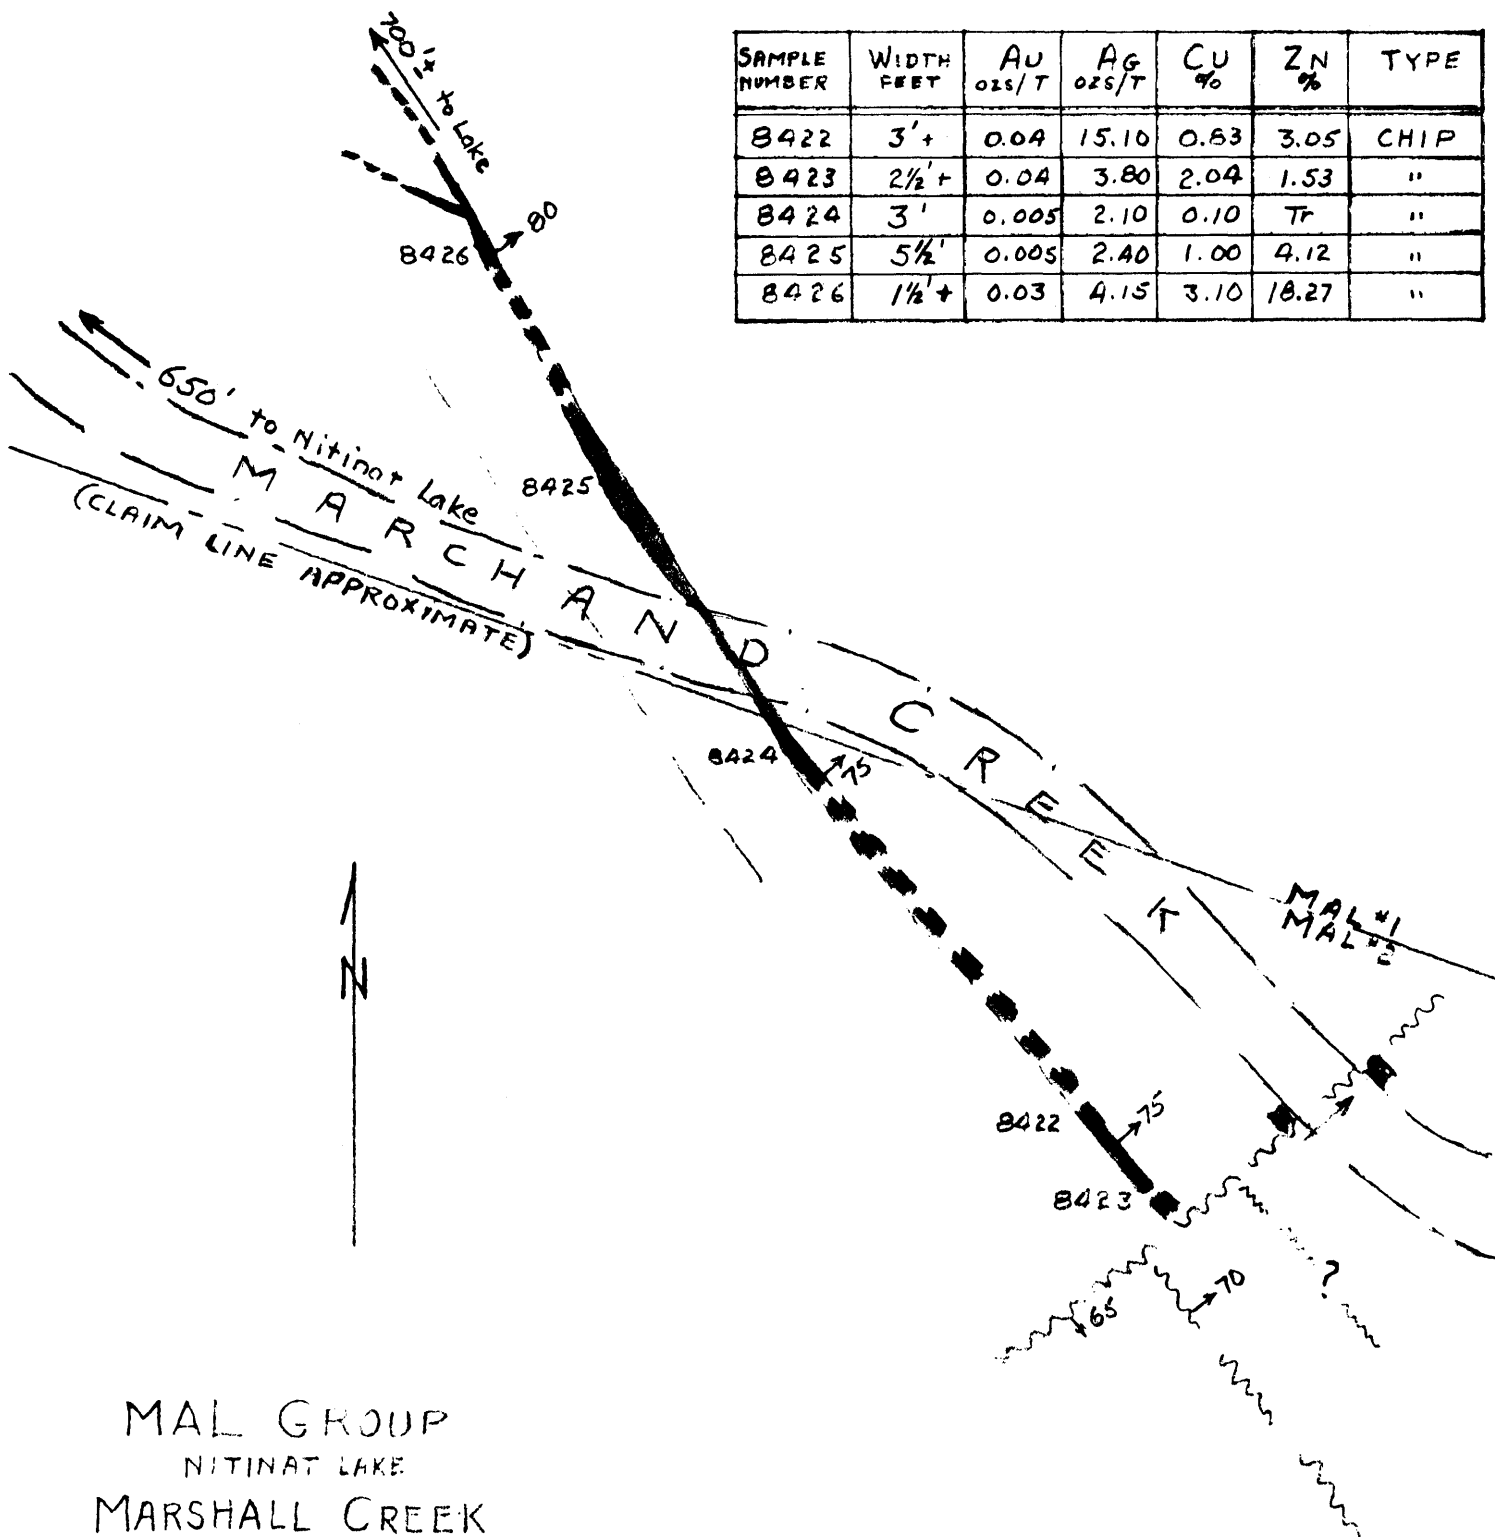 SAMPLE NUMBER WIDTH FEET AU OZS/T AG OZS/T CU % ZN % TYPE
8422 3'+ 0.04 15.10 0.83 3.05 CHIP
8423 2½'+ 0.04 3.80 2.04 1.53 "
8424 3' 0.005 2.10 0.10 Tr "
8425 5½' 0.005 2.40 1.00 4.12 "
8426 1½'+ 0.03 4.15 3.10 18.27 "
700'± to Lake
80
8426
650' to Nitinat Lake
8425
MARCHAND CREEK
(CLAIM LINE APPROXIMATE)
8424
75
MAL #1
MAL #2
N
8422
75
8423
?
70
65
MAL GROUP
NITINAT LAKE
MARSHALL CREEK